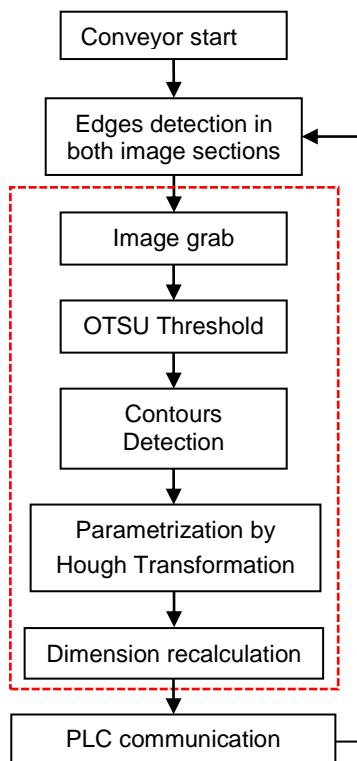 Conveyor start
Edges detection in
both image sections
Image grab
OTSU Threshold
Contours
Detection
Parametrization by
Hough Transformation
Dimension recalculation
PLC communication